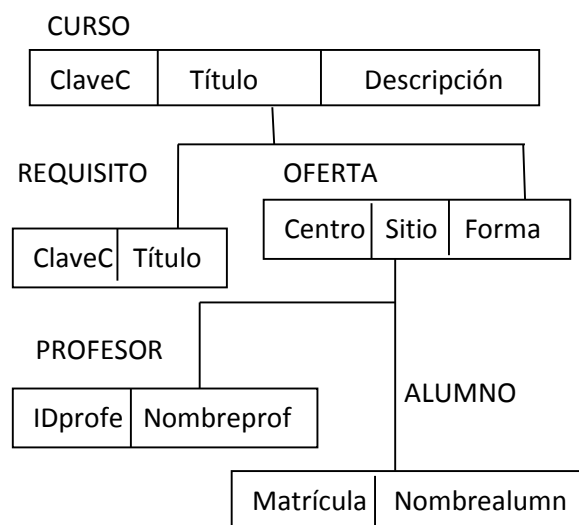 CURSO
ClaveC Título Descripción
REQUISITO OFERTA
Centro Sitio Forma
ClaveC Título
PROFESOR
IDprofe Nombreprof
ALUMNO
Matrícula Nombrealumn